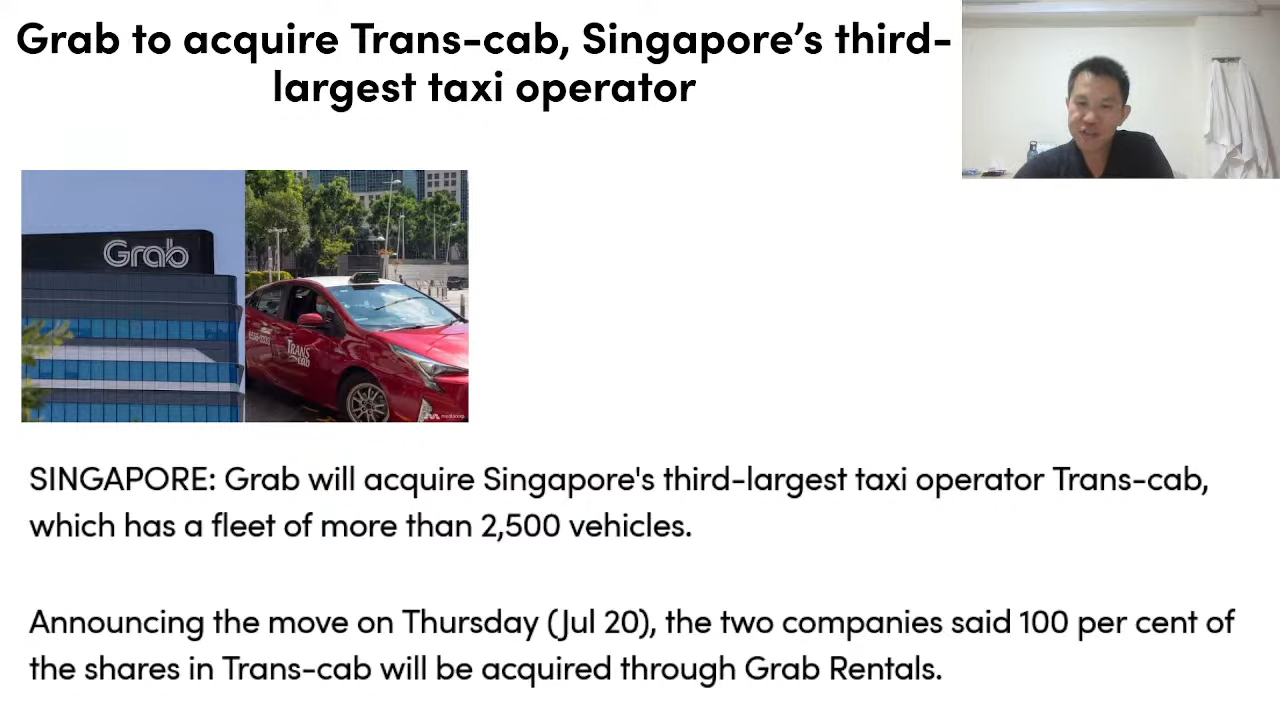 Grab to acquire Trans-cab, Singapore’s third-
largest taxi operator
Grab
TRANS
cab
mediacorp
SINGAPORE: Grab will acquire Singapore's third-largest taxi operator Trans-cab,
which has a fleet of more than 2,500 vehicles.
Announcing the move on Thursday (Jul 20), the two companies said 100 per cent of
the shares in Trans-cab will be acquired through Grab Rentals.